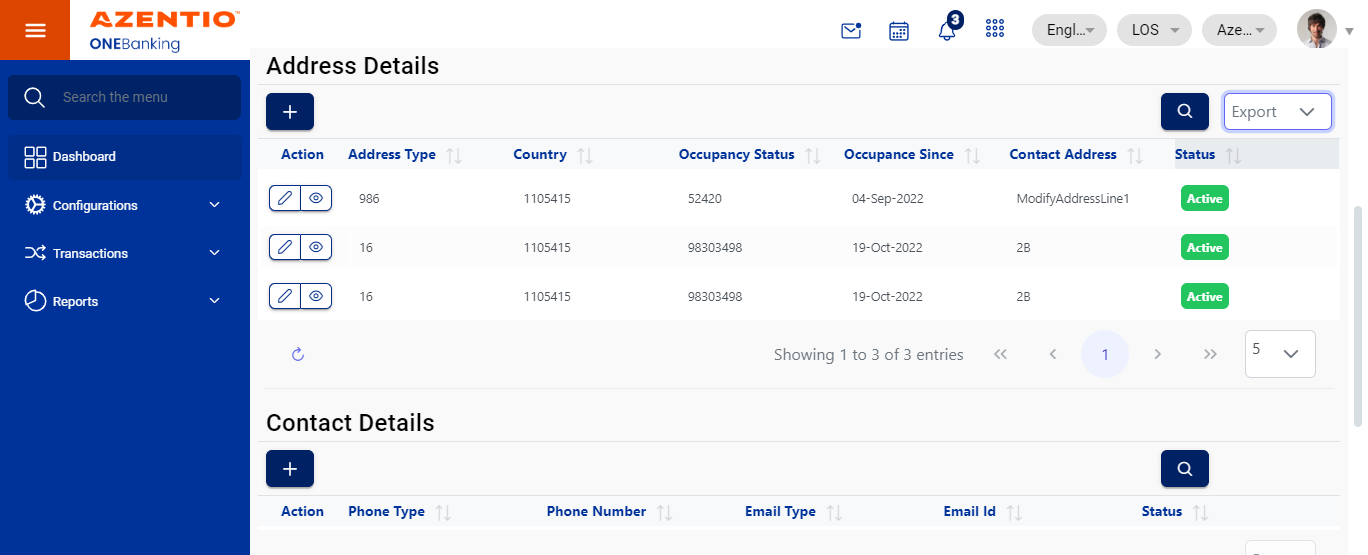 AZENTIO™
ONEBanking
3
Engl...
LOS
Aze...
Search the menu
Dashboard
Configurations
Transactions
Reports
Address Details
+
Export
Action Address Type Country Occupancy Status Occupance Since Contact Address Status
986 1105415 52420 04-Sep-2022 ModifyAddressLine1 Active
16 1105415 98303498 19-Oct-2022 2B Active
16 1105415 98303498 19-Oct-2022 2B Active
Showing 1 to 3 of 3 entries << < 1 > >> 5
Contact Details
+
Action Phone Type Phone Number Email Type Email Id Status